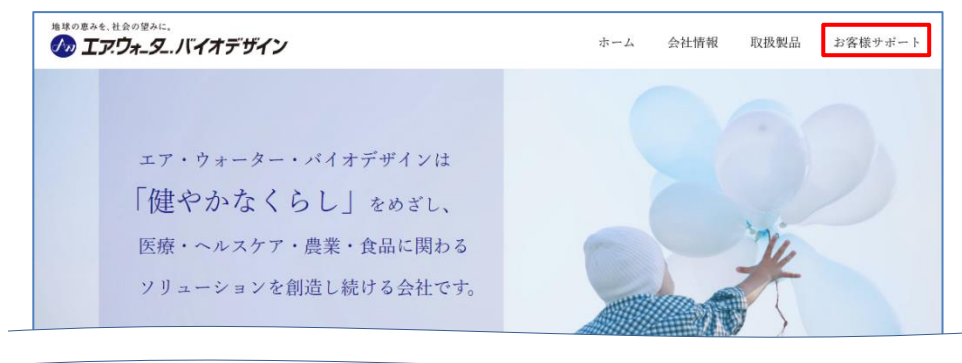 地球の恵みを、社会の望みに。
エア・ウォーター・バイオデザイン
ホーム 会社情報 取扱製品 お客様サポート
エア・ウォーター・バイオデザインは
「健やかなくらし」をめざし、
医療・ヘルスケア・農業・食品に関わる
ソリューションを創造し続ける会社です。